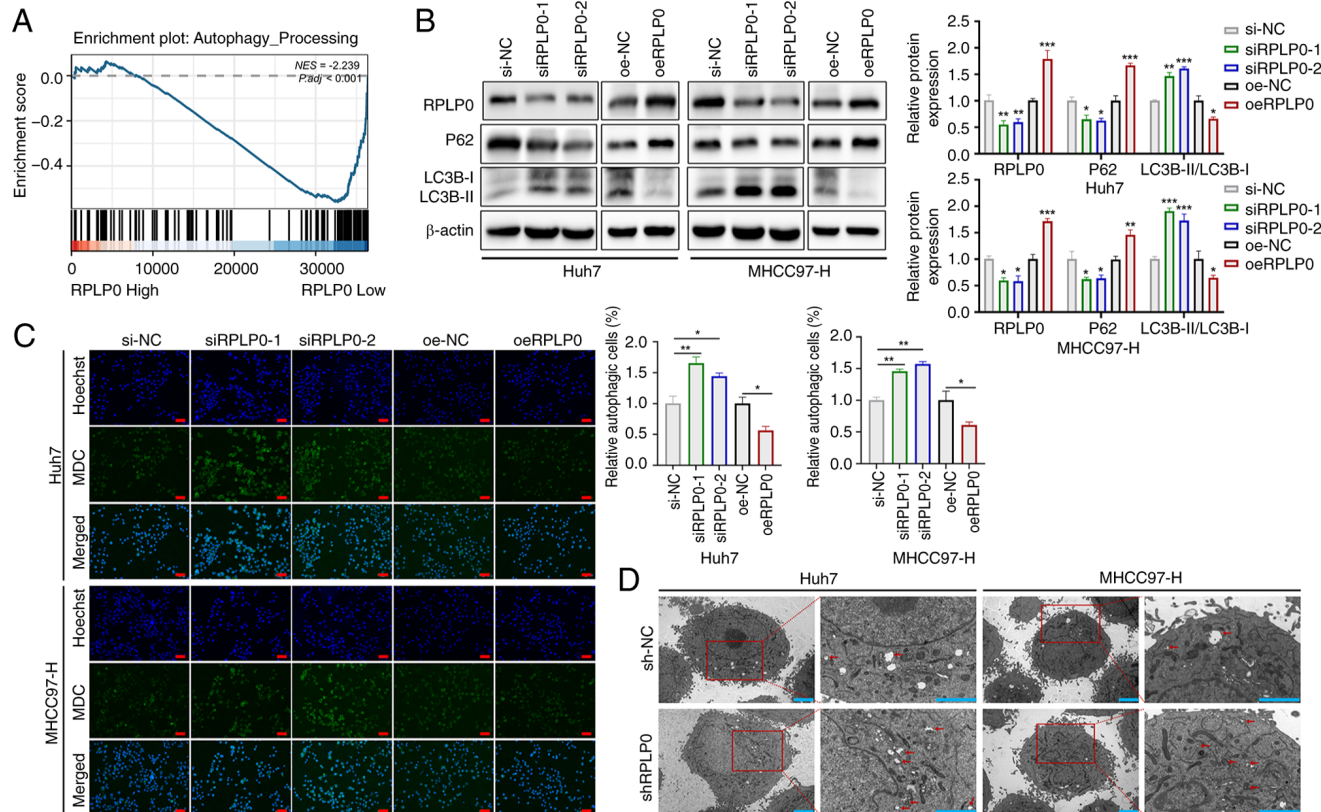 A
Enrichment plot: Autophagy_Processing
NES = -2.239
P.adj < 0.001
Enrichment score
0.0
−0.2
−0.4
0 10000 20000 30000
RPLP0 High RPLP0 Low
B
si-NC siRPLP0-1 siRPLP0-2 oe-NC oeRPLP0 si-NC siRPLP0-1 siRPLP0-2 oe-NC oeRPLP0
RPLP0
P62
LC3B-I
LC3B-II
β-actin
Huh7 MHCC97-H
Relative protein
expression
2.5
2.0
1.5
1.0
0.5
0.0
** ** *** * * *** ** *** *
RPLP0 P62 LC3B-II/LC3B-I
Huh7
si-NC
siRPLP0-1
siRPLP0-2
oe-NC
oeRPLP0
Relative protein
expression
2.5
2.0
1.5
1.0
0.5
0.0
* * *** * * ** *** *** *
RPLP0 P62 LC3B-II/LC3B-I
MHCC97-H
si-NC
siRPLP0-1
siRPLP0-2
oe-NC
oeRPLP0
C
si-NC siRPLP0-1 siRPLP0-2 oe-NC oeRPLP0
Huh7
Hoechst
MDC
Merged
MHCC97-H
Hoechst
MDC
Merged
Relative autophagic cells (%)
2.0
1.5
1.0
0.5
0.0
*
**
*
si-NC siRPLP0-1 siRPLP0-2 oe-NC oeRPLP0
Huh7
Relative autophagic cells (%)
2.0
1.5
1.0
0.5
0.0
**
**
*
si-NC siRPLP0-1 siRPLP0-2 oe-NC oeRPLP0
MHCC97-H
D
Huh7 MHCC97-H
sh-NC
shRPLP0